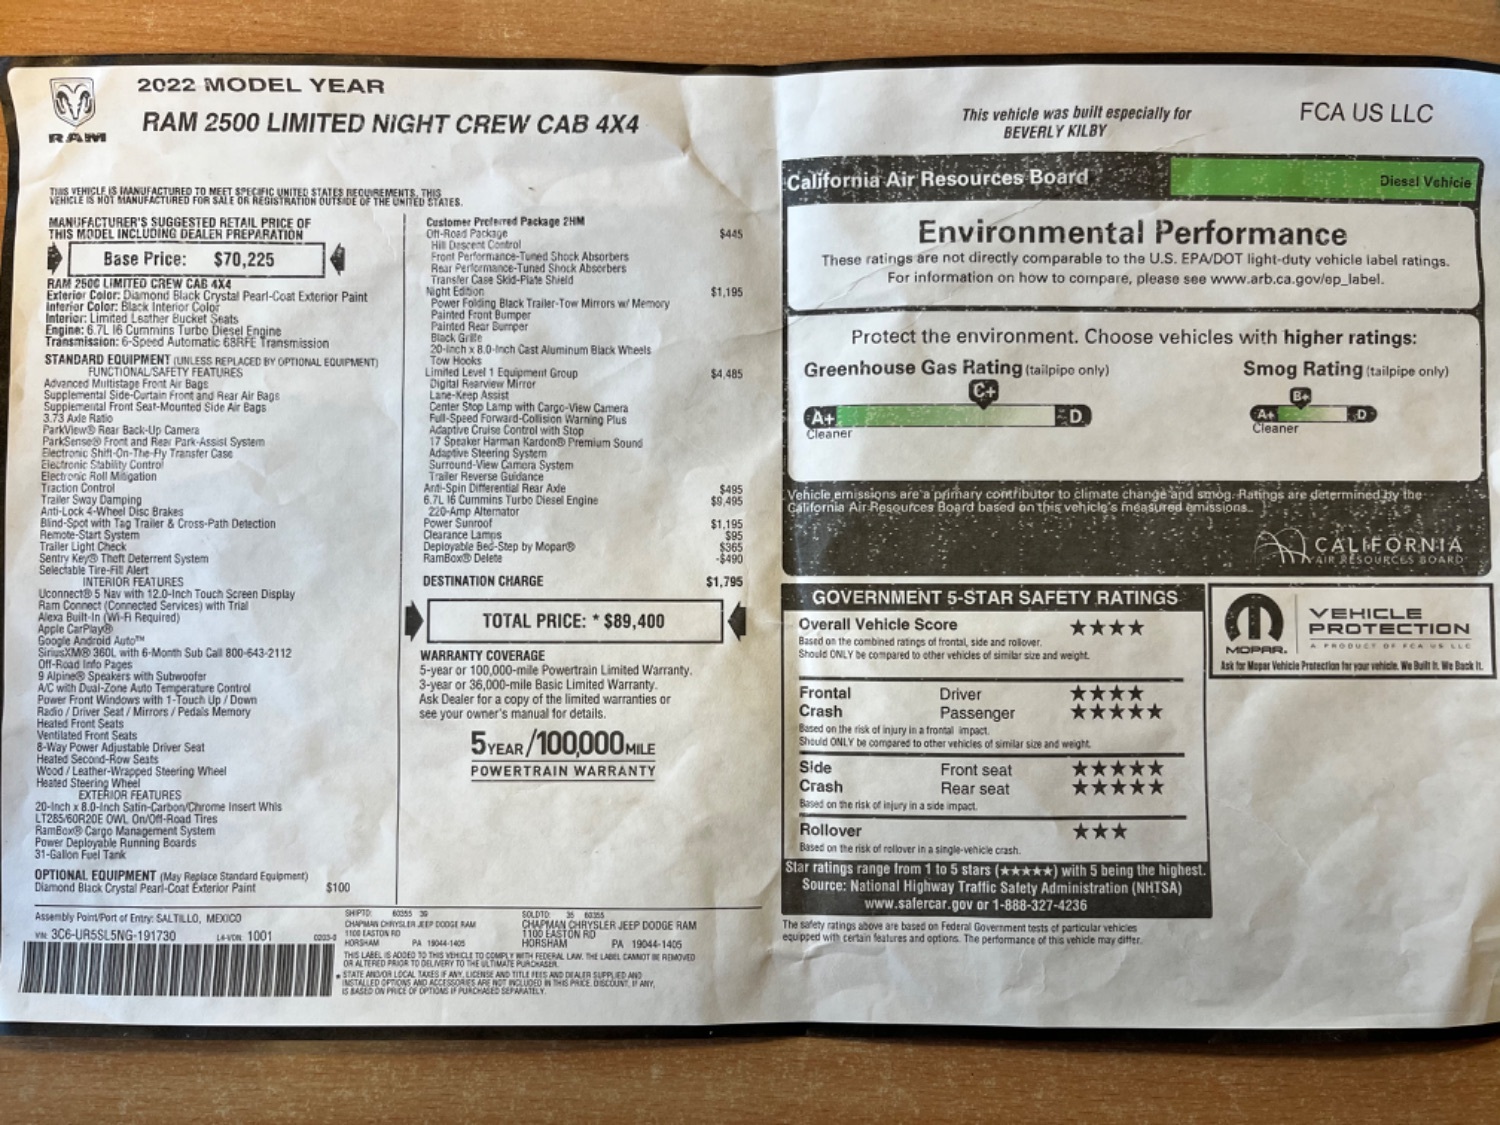 RAM
2022 MODEL YEAR
RAM 2500 LIMITED NIGHT CREW CAB 4X4
THIS VEHICLE IS MANUFACTURED TO MEET SPECIFIC UNITED STATES REQUIREMENTS. THIS
VEHICLE IS NOT MANUFACTURED FOR SALE OR REGISTRATION OUTSIDE OF THE UNITED STATES.
MANUFACTURER'S SUGGESTED RETAIL PRICE OF
THIS MODEL INCLUDING DEALER PREPARATION
Base Price: $70,225
RAM 2500 LIMITED CREW CAB 4X4
Exterior Color: Diamond Black Crystal Pearl-Coat Exterior Paint
Interior Color: Black Interior Color
Interior: Limited Leather Bucket Seats
Engine: 6.7L I6 Cummins Turbo Diesel Engine
Transmission: 6-Speed Automatic 68RFE Transmission
STANDARD EQUIPMENT (UNLESS REPLACED BY OPTIONAL EQUIPMENT)
FUNCTIONAL/SAFETY FEATURES
Advanced Multistage Front Air Bags
Supplemental Side-Curtain Front and Rear Air Bags
Supplemental Front Seat-Mounted Side Air Bags
3.73 Axle Ratio
ParkView® Rear Back-Up Camera
ParkSense® Front and Rear Park-Assist System
Electronic Shift-On-The-Fly Transfer Case
Electronic Stability Control
Electronic Roll Mitigation
Traction Control
Trailer Sway Damping
Anti-Lock 4-Wheel Disc Brakes
Blind-Spot with Tag Trailer & Cross-Path Detection
Remote-Start System
Trailer Light Check
Sentry Key® Theft Deterrent System
Selectable Tire-Fill Alert
INTERIOR FEATURES
Uconnect® 5 Nav with 12.0-Inch Touch Screen Display
Ram Connect (Connected Services) with Trial
Alexa Built-In (Wi-Fi Required)
Apple CarPlay®
Google Android Auto™
SiriusXM® 360L with 6-Month Sub Call 800-643-2112
Off-Road Info Pages
9 Alpine® Speakers with Subwoofer
A/C with Dual-Zone Auto Temperature Control
Power Front Windows with 1-Touch Up / Down
Radio / Driver Seat / Mirrors / Pedals Memory
Heated Front Seats
Ventilated Front Seats
8-Way Power Adjustable Driver Seat
Heated Second-Row Seats
Wood / Leather-Wrapped Steering Wheel
Heated Steering Wheel
EXTERIOR FEATURES
20-Inch x 8.0-Inch Satin-Carbon/Chrome Insert Whls
LT285/60R20E OWL On/Off-Road Tires
RamBox® Cargo Management System
Power Deployable Running Boards
31-Gallon Fuel Tank
OPTIONAL EQUIPMENT (May Replace Standard Equipment)
Diamond Black Crystal Pearl-Coat Exterior Paint $100
Customer Preferred Package 2HM
Off-Road Package $445
Hill Descent Control
Front Performance-Tuned Shock Absorbers
Rear Performance-Tuned Shock Absorbers
Transfer Case Skid-Plate Shield
Night Edition $1,195
Power Folding Black Trailer-Tow Mirrors w/ Memory
Painted Front Bumper
Painted Rear Bumper
Black Grille
20-Inch x 8.0-Inch Cast Aluminum Black Wheels
Tow Hooks
Limited Level 1 Equipment Group $4,485
Digital Rearview Mirror
Lane-Keep Assist
Center Stop Lamp with Cargo-View Camera
Full-Speed Forward-Collision Warning Plus
Adaptive Cruise Control with Stop
17 Speaker Harman Kardon® Premium Sound
Adaptive Steering System
Surround-View Camera System
Trailer Reverse Guidance
Anti-Spin Differential Rear Axle $495
6.7L I6 Cummins Turbo Diesel Engine $9,495
220-Amp Alternator
Power Sunroof $1,195
Clearance Lamps $95
Deployable Bed-Step by Mopar® $365
RamBox® Delete -$490
DESTINATION CHARGE $1,795
TOTAL PRICE: * $89,400
WARRANTY COVERAGE
5-year or 100,000-mile Powertrain Limited Warranty.
3-year or 36,000-mile Basic Limited Warranty.
Ask Dealer for a copy of the limited warranties or
see your owner's manual for details.
5 YEAR/100,000 MILE
POWERTRAIN WARRANTY
Assembly Point/Port of Entry: SALTILLO, MEXICO
VIN: 3C6-UR5SL5NG-191730 L4-VON: 1001 0203-0
SHIPTO: 60355 39
CHAPMAN CHRYSLER JEEP DODGE RAM
1100 EASTON RD
HORSHAM PA 19044-1405
SOLDTO: 35 60355
CHAPMAN CHRYSLER JEEP DODGE RAM
1100 EASTON RD
HORSHAM PA 19044-1405
THIS LABEL IS ADDED TO THIS VEHICLE TO COMPLY WITH FEDERAL LAW. THE LABEL CANNOT BE REMOVED
OR ALTERED PRIOR TO DELIVERY TO THE ULTIMATE PURCHASER.
* STATE AND/OR LOCAL TAXES IF ANY, LICENSE AND TITLE FEES AND DEALER SUPPLIED AND
INSTALLED OPTIONS AND ACCESSORIES ARE NOT INCLUDED IN THIS PRICE. DISCOUNT, IF ANY,
IS BASED ON PRICE OF OPTIONS IF PURCHASED SEPARATELY.
This vehicle was built especially for
BEVERLY KILBY
FCA US LLC
California Air Resources Board
Diesel Vehicle
Environmental Performance
These ratings are not directly comparable to the U.S. EPA/DOT light-duty vehicle label ratings.
For information on how to compare, please see www.arb.ca.gov/ep_label.
Protect the environment. Choose vehicles with higher ratings:
Greenhouse Gas Rating (tailpipe only)
C+
A+ D
Cleaner
Smog Rating (tailpipe only)
B+
A+ D
Cleaner
Vehicle emissions are a primary contributor to climate change and smog. Ratings are determined by the
California Air Resources Board based on this vehicle's measured emissions.
CALIFORNIA
AIR RESOURCES BOARD
GOVERNMENT 5-STAR SAFETY RATINGS
Overall Vehicle Score ★★★★
Based on the combined ratings of frontal, side and rollover.
Should ONLY be compared to other vehicles of similar size and weight.
Frontal Driver ★★★★
Crash Passenger ★★★★★
Based on the risk of injury in a frontal impact.
Should ONLY be compared to other vehicles of similar size and weight.
Side Front seat ★★★★★
Crash Rear seat ★★★★★
Based on the risk of injury in a side impact.
Rollover ★★★
Based on the risk of rollover in a single-vehicle crash.
Star ratings range from 1 to 5 stars (★★★★★) with 5 being the highest.
Source: National Highway Traffic Safety Administration (NHTSA)
www.safercar.gov or 1-888-327-4236
The safety ratings above are based on Federal Government tests of particular vehicles
equipped with certain features and options. The performance of this vehicle may differ.
MOPAR.
VEHICLE
PROTECTION
A PRODUCT OF FCA US LLC
Ask for Mopar Vehicle Protection for your vehicle. We Built It. We Back It.